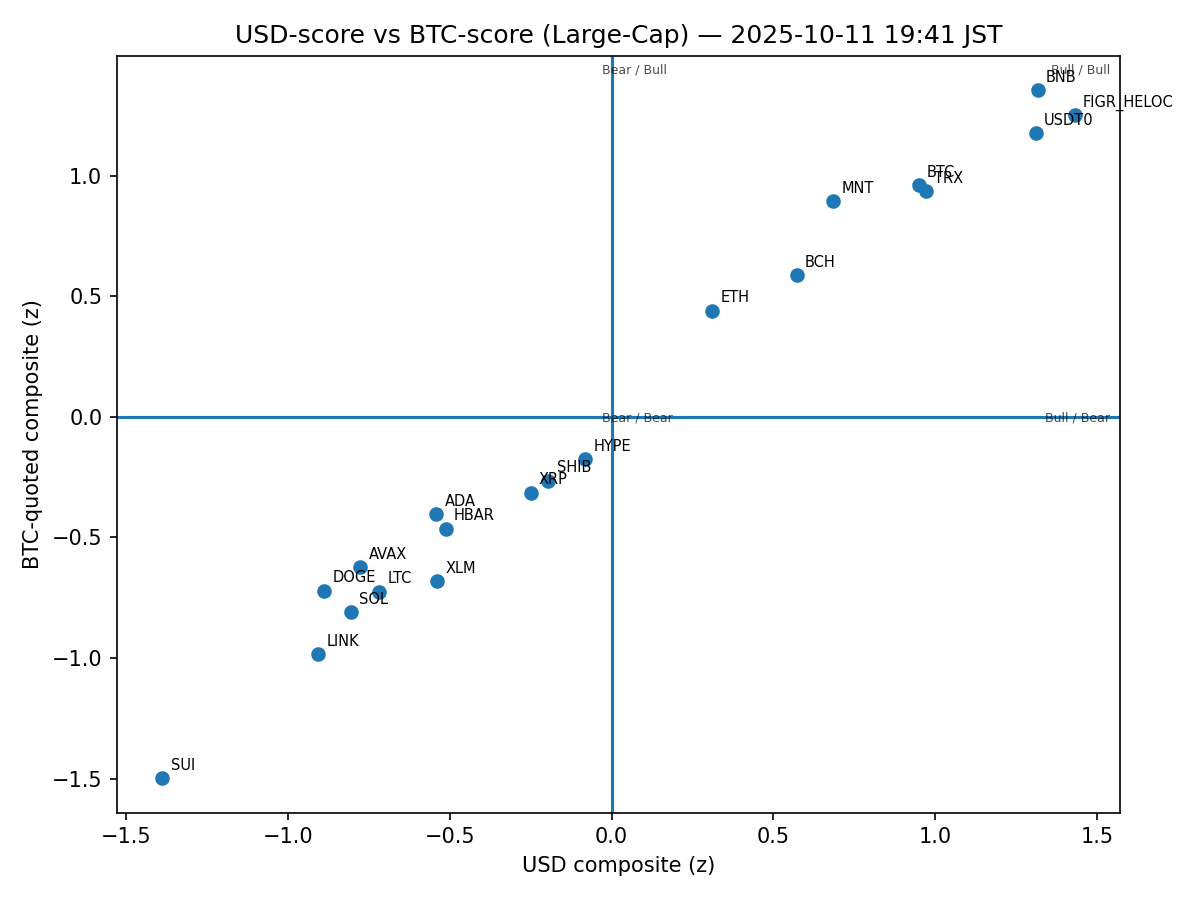 USD-score vs BTC-score (Large-Cap) — 2025-10-11 19:41 JST
Bear / Bull
Bull / Bull
BNB
FIGR_HELOC
USDT0
BTC
TRX
MNT
BCH
ETH
Bear / Bear
Bull / Bear
HYPE
SHIB
XRP
ADA
HBAR
AVAX
XLM
DOGE
LTC
SOL
LINK
SUI
1.0
0.5
0.0
−0.5
−1.0
−1.5
BTC-quoted composite (z)
−1.5
−1.0
−0.5
0.0
0.5
1.0
1.5
USD composite (z)